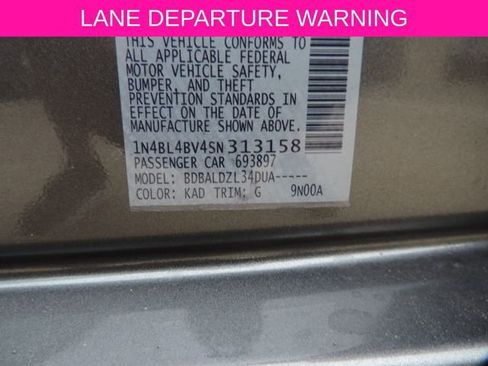 LANE DEPARTURE WARNING
THIS VEHICLE CONFORMS TO
ALL APPLICABLE FEDERAL
MOTOR VEHICLE SAFETY,
BUMPER, AND THEFT
PREVENTION STANDARDS IN
EFFECT ON THE DATE OF
MANUFACTURE SHOWN ABOVE.
1N4BL4BV4SN313158
PASSENGER CAR 693897
MODEL: BDBALDZL34DUA-----
COLOR: KAD TRIM: G 9N00A